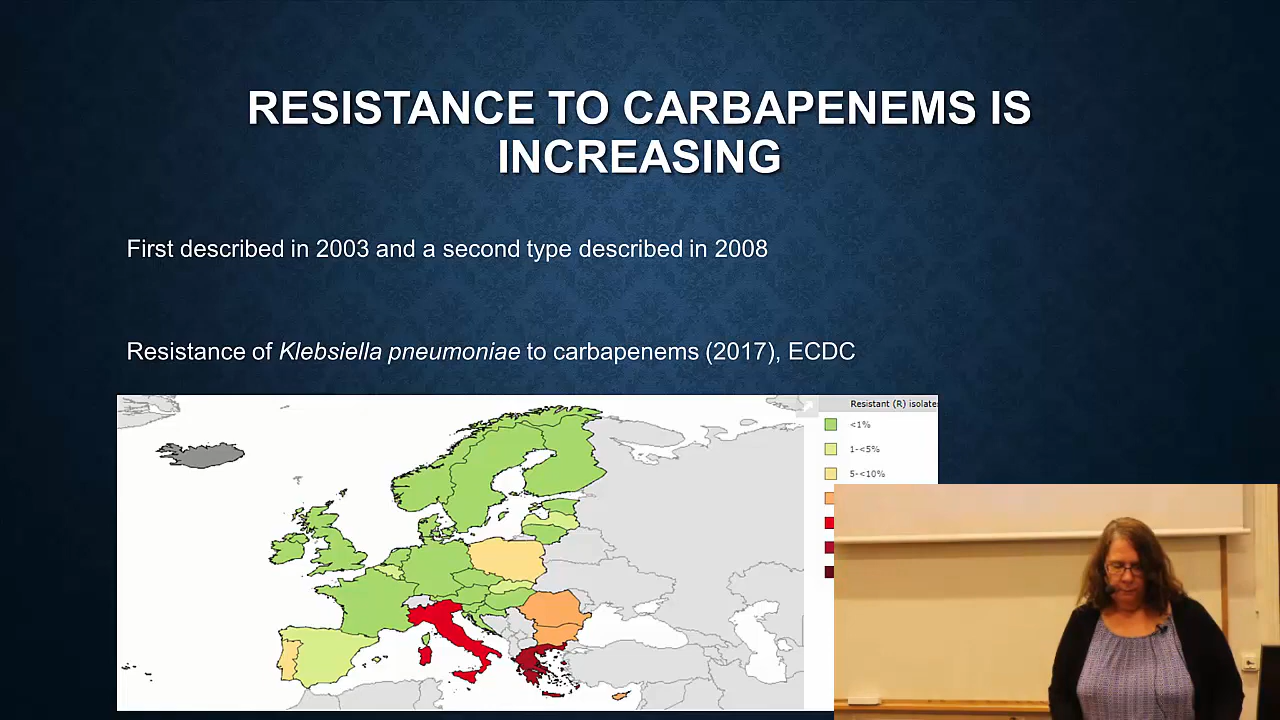 RESISTANCE TO CARBAPENEMS IS
INCREASING
First described in 2003 and a second type described in 2008
Resistance of Klebsiella pneumoniae to carbapenems (2017), ECDC
Resistant (R) isolate
<1%
1-<5%
5-<10%